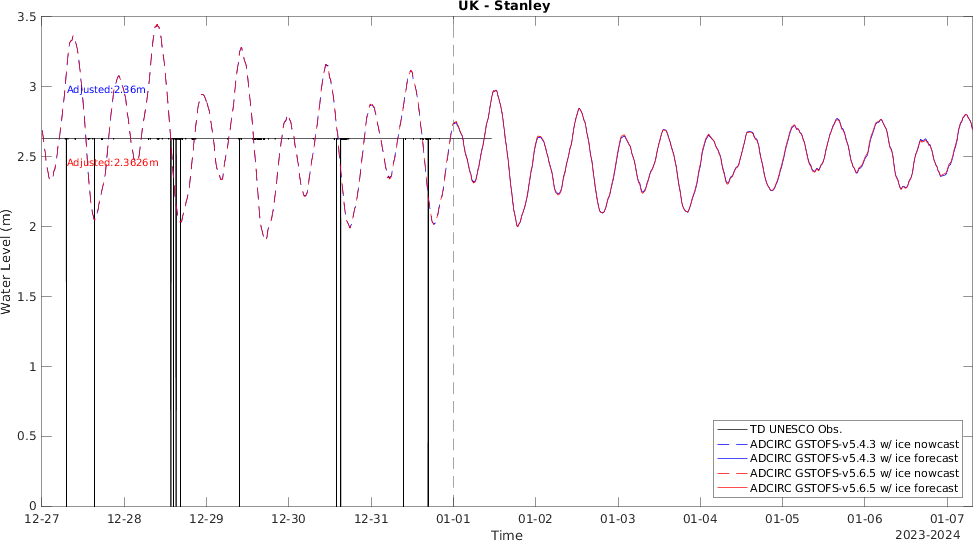 UK - Stanley
3.5
3
2.5
2
1.5
1
0.5
0
Water Level (m)
Adjusted:2.36m
Adjusted:2.3626m
TD UNESCO Obs.
ADCIRC GSTOFS-v5.4.3 w/ ice nowcast
ADCIRC GSTOFS-v5.4.3 w/ ice forecast
ADCIRC GSTOFS-v5.6.5 w/ ice nowcast
ADCIRC GSTOFS-v5.6.5 w/ ice forecast
12-27 12-28 12-29 12-30 12-31 01-01 01-02 01-03 01-04 01-05 01-06 01-07
Time
2023-2024